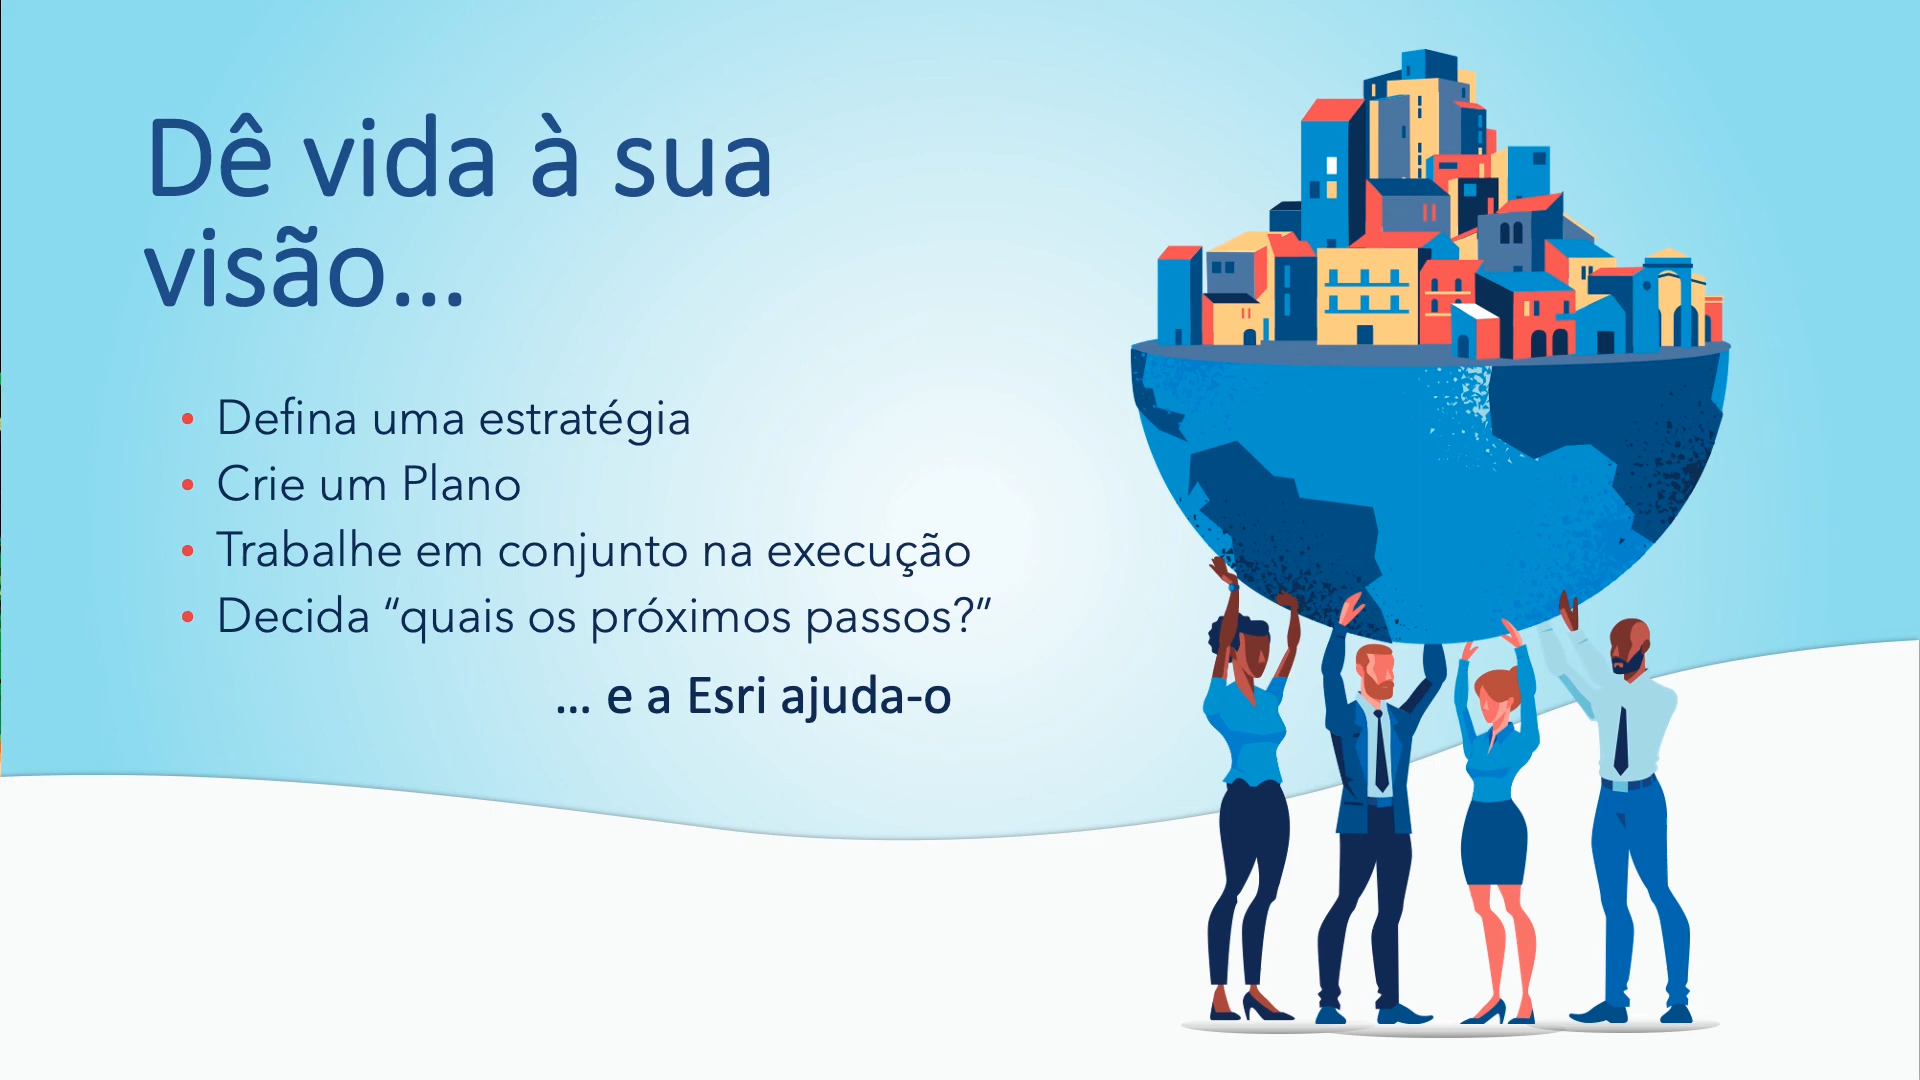 Dê vida à sua
visão...
• Defina uma estratégia
• Crie um Plano
• Trabalhe em conjunto na execução
• Decida “quais os próximos passos?”
... e a Esri ajuda-o